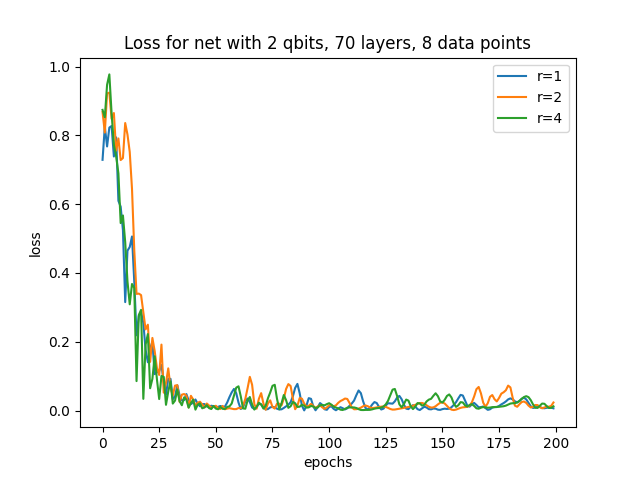 Loss for net with 2 qbits, 70 layers, 8 data points
r=1
r=2
r=4
loss
1.0
0.8
0.6
0.4
0.2
0.0
0 25 50 75 100 125 150 175 200
epochs